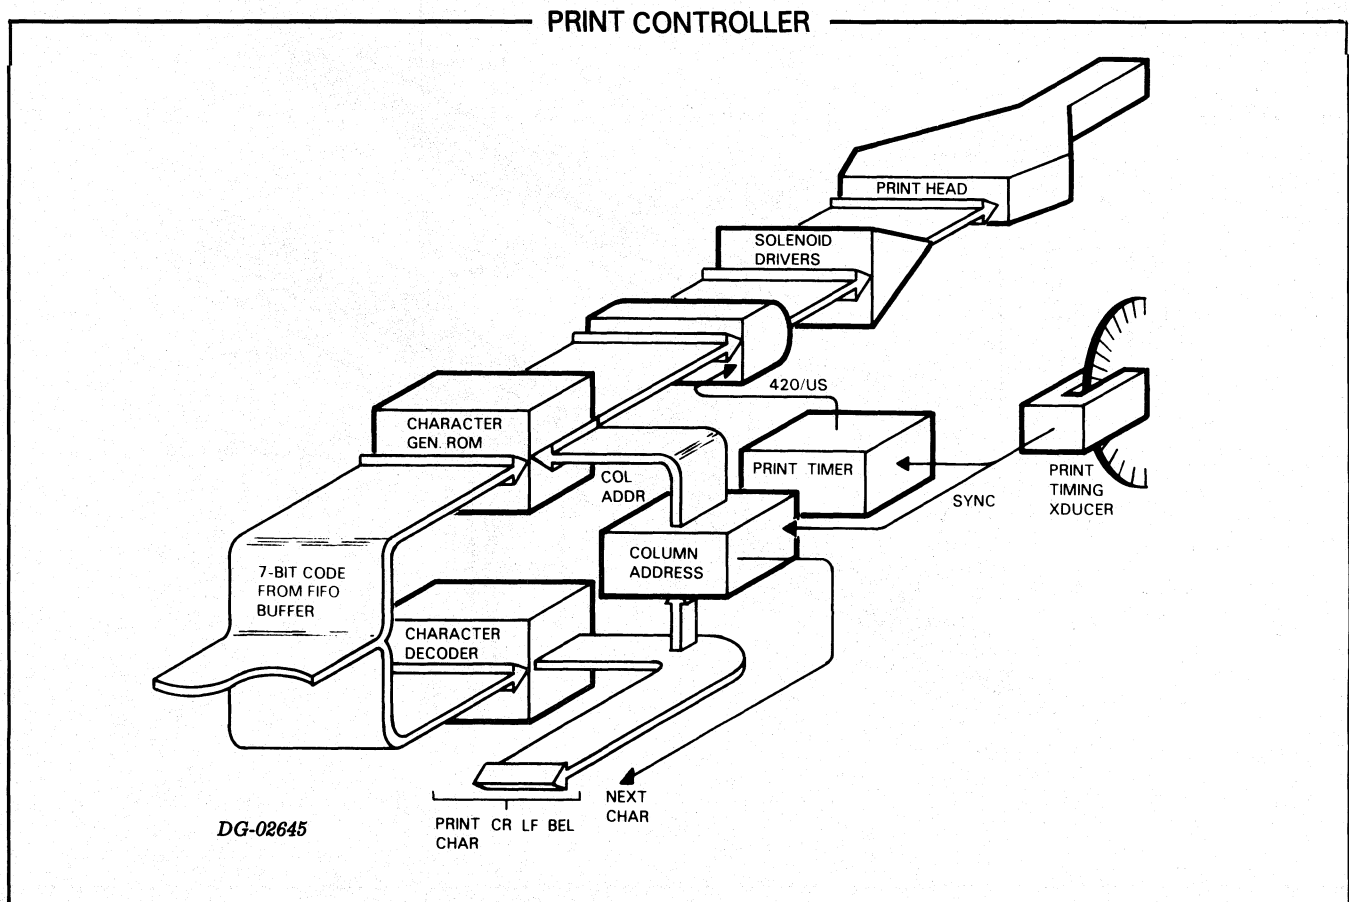 PRINT CONTROLLER
PRINT HEAD
SOLENOID
DRIVERS
420/US
CHARACTER
GEN. ROM
COL
ADDR
PRINT TIMER
SYNC
PRINT
TIMING
XDUCER
COLUMN
ADDRESS
7-BIT CODE
FROM FIFO
BUFFER
CHARACTER
DECODER
NEXT
CHAR
PRINT CR LF BEL
CHAR
DG-02645